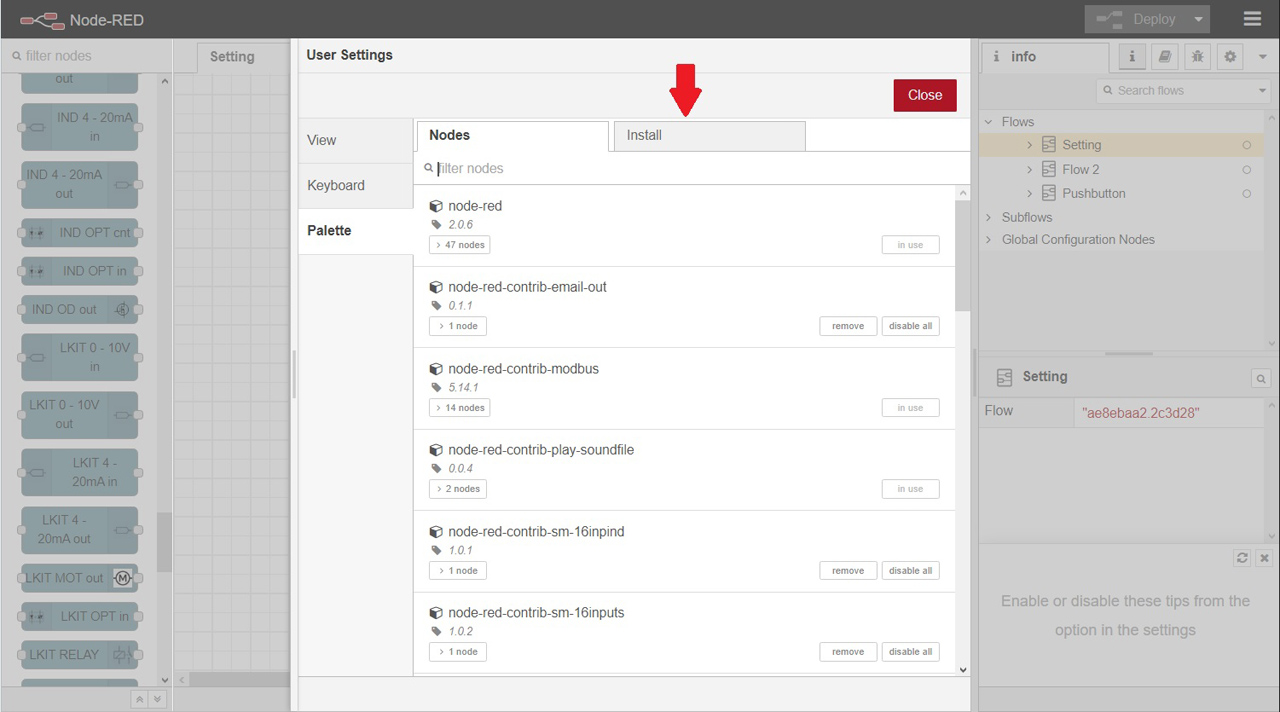 Node-RED
Deploy
filter nodes
out
IND 4 - 20mA
in
IND 4 - 20mA
out
IND OPT cnt
IND OPT in
IND OD out
LKIT 0 - 10V
in
LKIT 0 - 10V
out
LKIT 4 -
20mA in
LKIT 4 -
20mA out
LKIT MOT out
M
LKIT OPT in
LKIT RELAY
Setting
User Settings
Close
View
Keyboard
Palette
Nodes
Install
filter nodes
node-red
2.0.6
47 nodes
in use
node-red-contrib-email-out
0.1.1
1 node
remove
disable all
node-red-contrib-modbus
5.14.1
14 nodes
in use
node-red-contrib-play-soundfile
0.0.4
2 nodes
in use
node-red-contrib-sm-16inpind
1.0.1
1 node
remove
disable all
node-red-contrib-sm-16inputs
1.0.2
1 node
remove
disable all
i info
i
Search flows
Flows
Setting
Flow 2
Pushbutton
Subflows
Global Configuration Nodes
Setting
Flow
"ae8ebaa2.2c3d28"
Enable or disable these tips from the
option in the settings